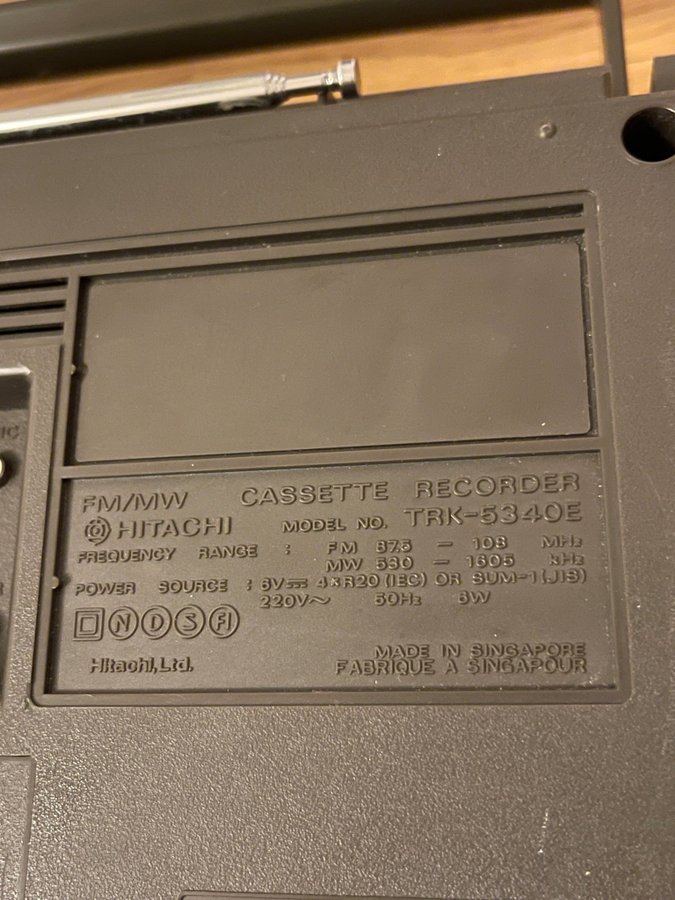 FM/MW CASSETTE RECORDER
HITACHI MODEL NO. TRK-5340E
FREQUENCY RANGE : FM 87.5 – 108 MHz
MW 530 – 1605 kHz
POWER SOURCE : 6V⎓ 4×R20 (IEC) OR SUM-1 (JIS)
220V∼ 50Hz 8W
N D S FI
Hitachi, Ltd.
MADE IN SINGAPORE
FABRIQUE A SINGAPOUR